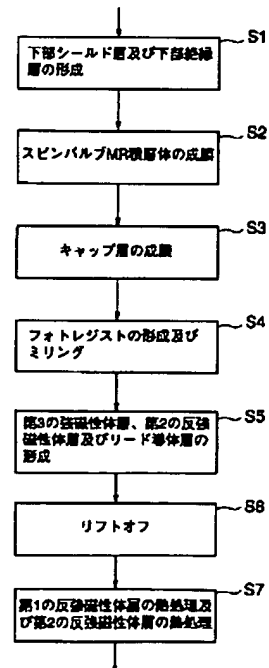 S1
下部シールド層及び下部絶縁
層の形成
S2
スピンバルブMR積層体の成膜
S3
キャップ層の成膜
S4
フォトレジストの形成及び
ミリング
S5
第3の強磁性体層、第2の反強
磁性体層及びリード導体層の
形成
S6
リフトオフ
S7
第1の反強磁性体層の熱処理及
び第2の反強磁性体層の熱処理